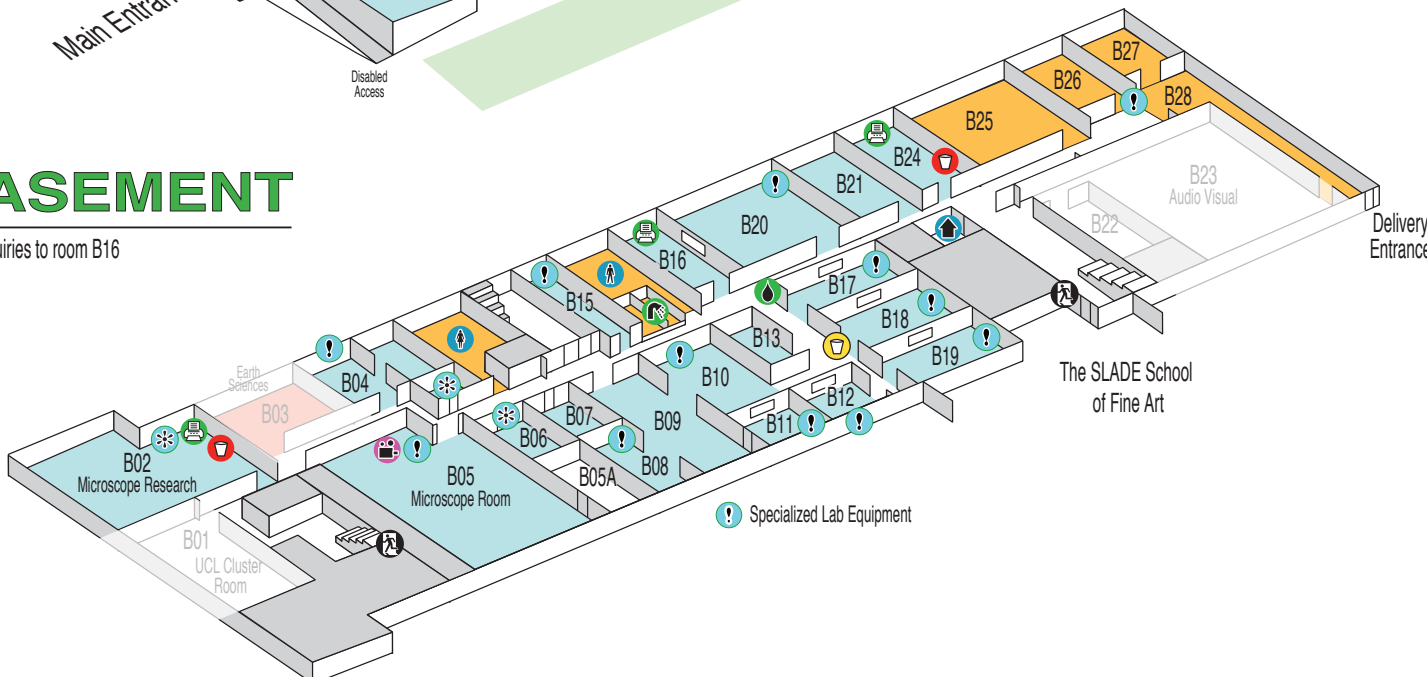 Main Entran
Disabled
Access
ASEMENT
uiries to room B16
B27
B26
B28
B25
B24
B23
Audio Visual
B22
B21
B20
Delivery
Entrance
B16
B17
B15
B18
B13
B19
The SLADE School
of Fine Art
Earth
Sciences
B04
B03
B10
B12
B07
B09
B11
B06
B02
Microscope Research
B05
Microscope Room
B05A
B08
Specialized Lab Equipment
B01
UCL Cluster
Room